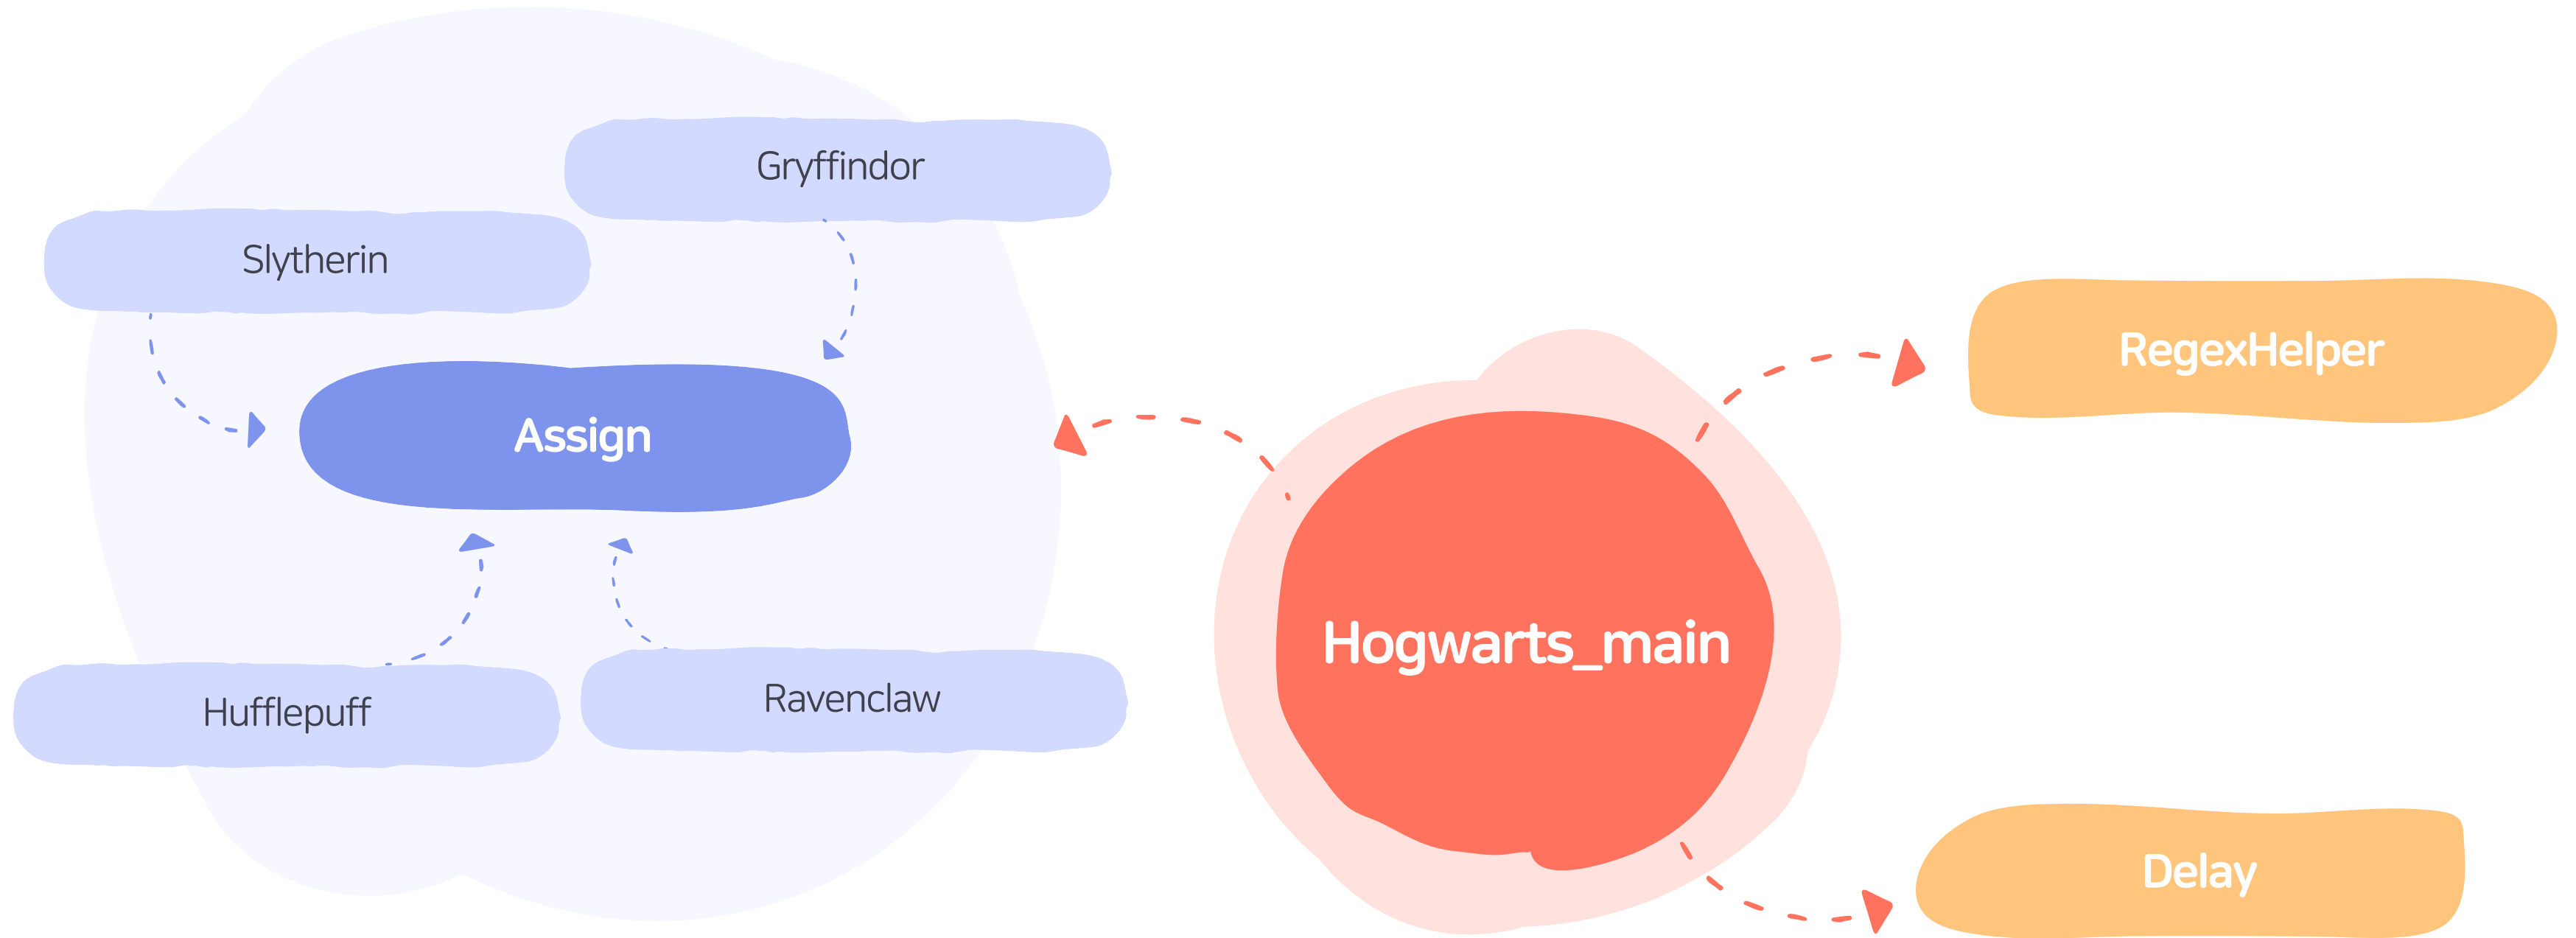 Gryffindor
Slytherin
Assign
Hufflepuff
Ravenclaw
Hogwarts_main
RegexHelper
Delay